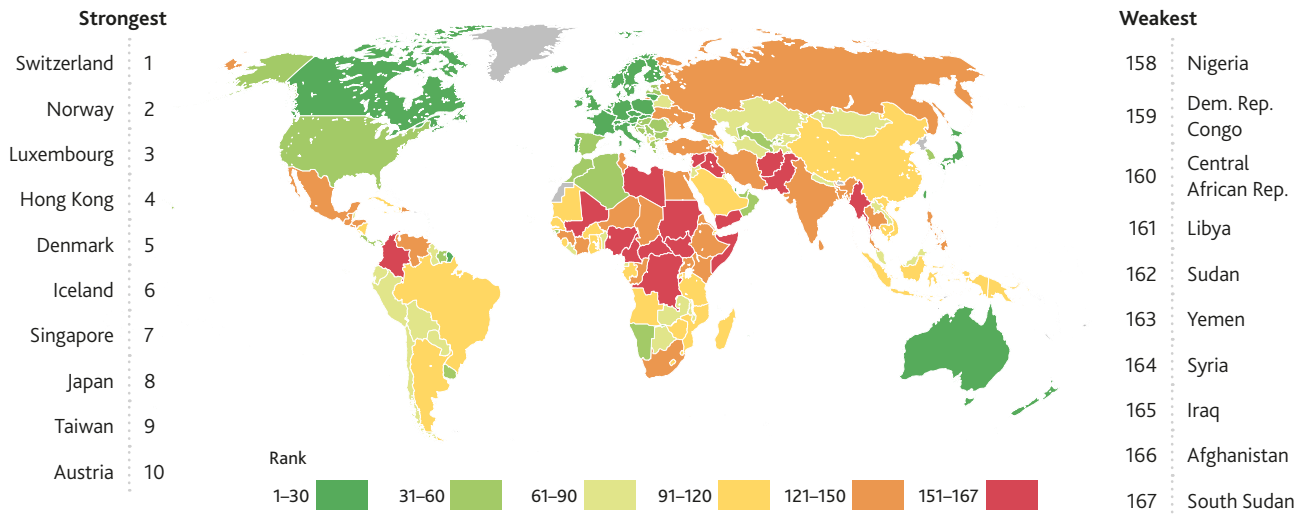 Strongest
Switzerland 1
Norway 2
Luxembourg 3
Hong Kong 4
Denmark 5
Iceland 6
Singapore 7
Japan 8
Taiwan 9
Austria 10
Rank
1–30
31–60
61–90
91–120
121–150
151–167
Weakest
158 Nigeria
159 Dem. Rep.
Congo
160 Central
African Rep.
161 Libya
162 Sudan
163 Yemen
164 Syria
165 Iraq
166 Afghanistan
167 South Sudan